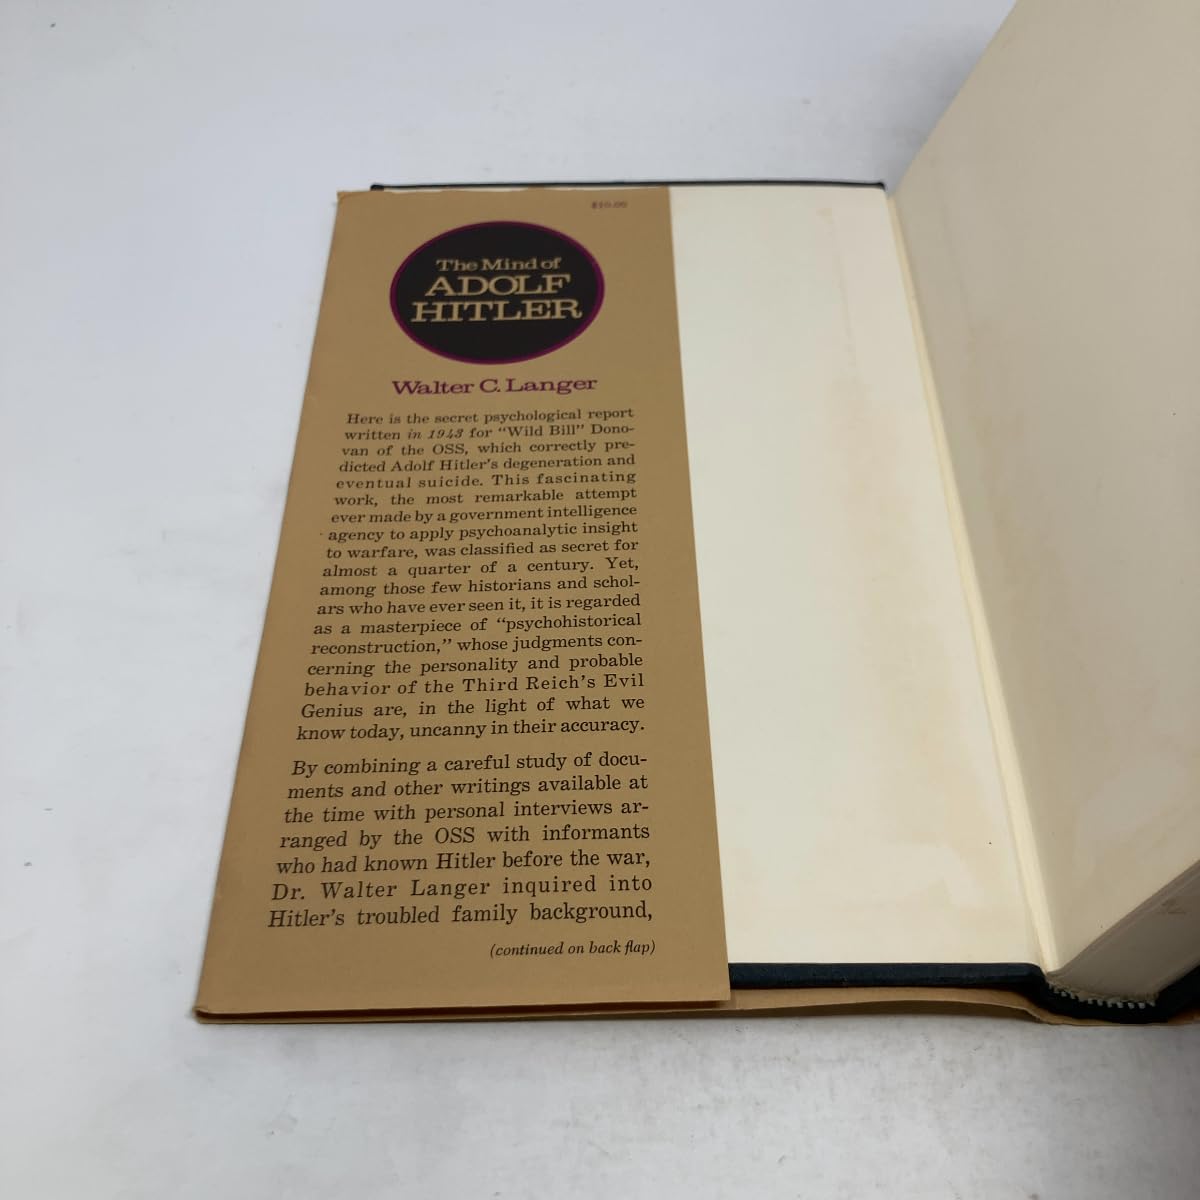 $10.00
The Mind of
ADOLF
HITLER
Walter C. Langer
Here is the secret psychological report
written in 1943 for “Wild Bill” Dono-
van of the OSS, which correctly pre-
dicted Adolf Hitler’s degeneration and
eventual suicide. This fascinating
work, the most remarkable attempt
ever made by a government intelligence
agency to apply psychoanalytic insight
to warfare, was classified as secret for
almost a quarter of a century. Yet,
among those few historians and schol-
ars who have ever seen it, it is regarded
as a masterpiece of “psychohistorical
reconstruction,” whose judgments con-
cerning the personality and probable
behavior of the Third Reich’s Evil
Genius are, in the light of what we
know today, uncanny in their accuracy.
By combining a careful study of docu-
ments and other writings available at
the time with personal interviews ar-
ranged by the OSS with informants
who had known Hitler before the war,
Dr. Walter Langer inquired into
Hitler’s troubled family background,
(continued on back flap)